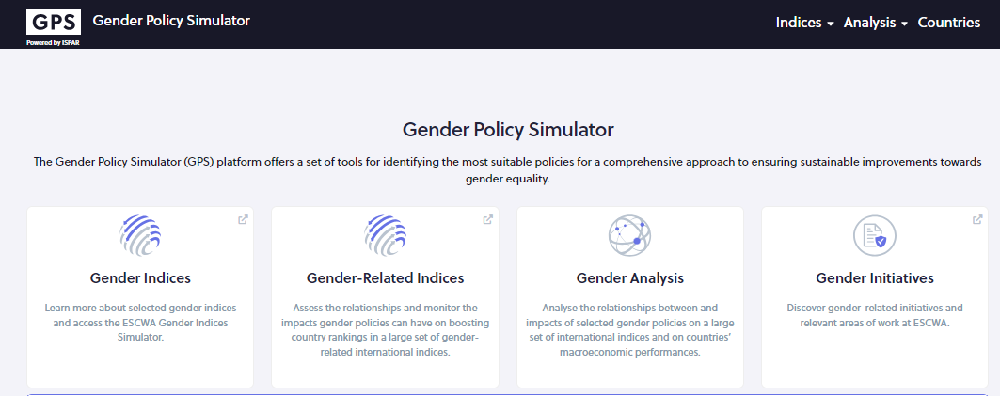 GPS
Powered by ISPAR
Gender Policy Simulator
Indices
Analysis
Countries
Gender Policy Simulator
The Gender Policy Simulator (GPS) platform offers a set of tools for identifying the most suitable policies for a comprehensive approach to ensuring sustainable improvements towards
gender equality.
Gender Indices
Learn more about selected gender indices
and access the ESCWA Gender Indices
Simulator.
Gender-Related Indices
Assess the relationships and monitor the
impacts gender policies can have on boosting
country rankings in a large set of gender-
related international indices.
Gender Analysis
Analyse the relationships between and
impacts of selected gender policies on a large
set of international indices and on countries'
macroeconomic performances.
Gender Initiatives
Discover gender-related initiatives and
relevant areas of work at ESCWA.